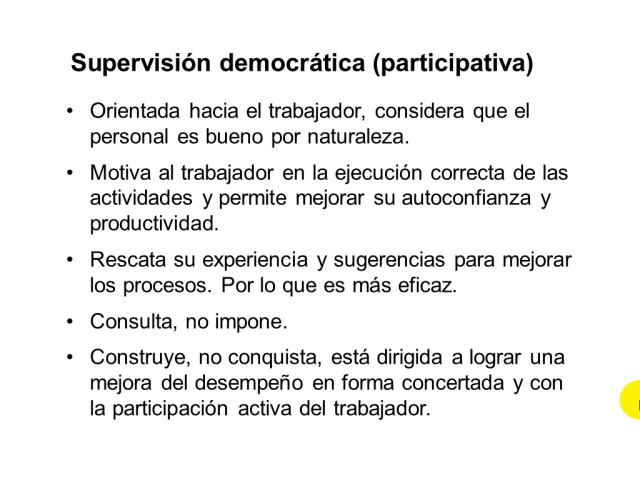 Supervisión democrática (participativa)
• Orientada hacia el trabajador, considera que el
personal es bueno por naturaleza.
• Motiva al trabajador en la ejecución correcta de las
actividades y permite mejorar su autoconfianza y
productividad.
• Rescata su experiencia y sugerencias para mejorar
los procesos. Por lo que es más eficaz.
• Consulta, no impone.
• Construye, no conquista, está dirigida a lograr una
mejora del desempeño en forma concertada y con
la participación activa del trabajador.